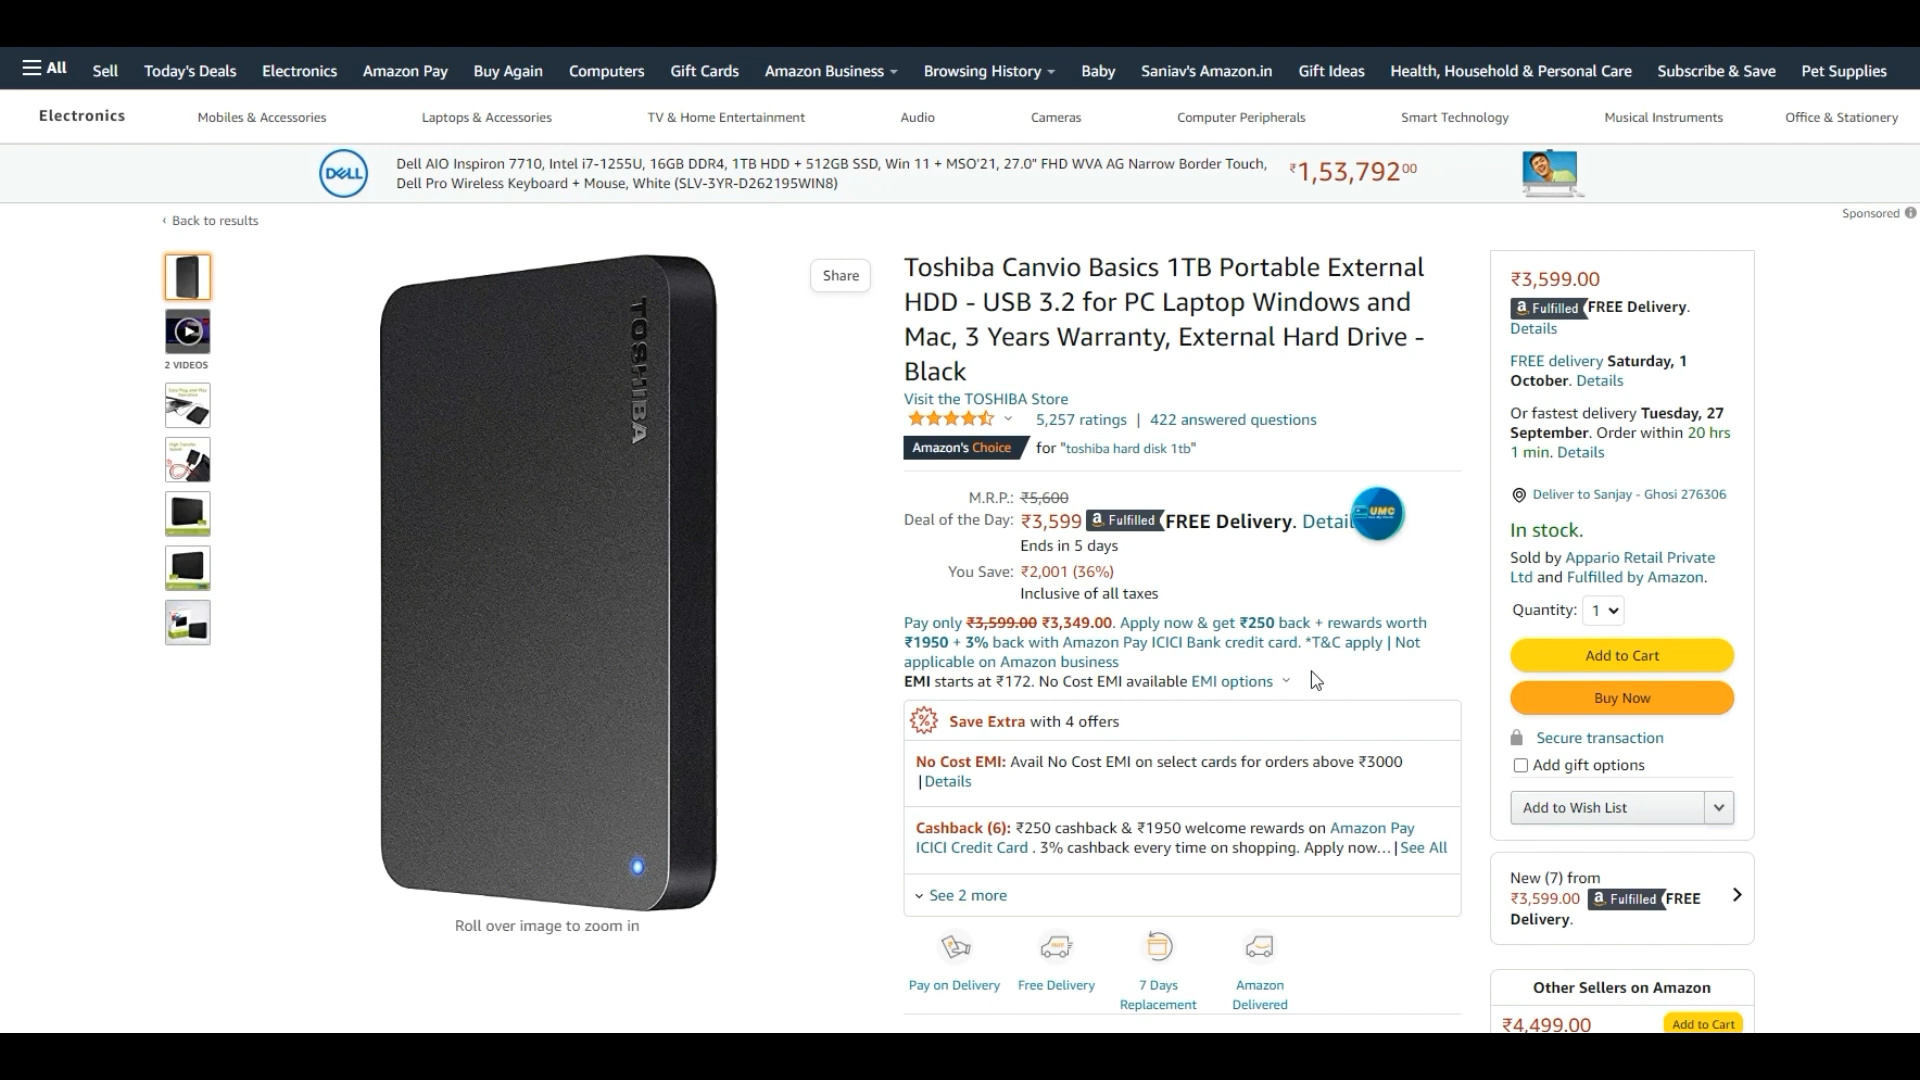 All
Sell
Today's Deals
Electronics
Amazon Pay
Buy Again
Computers
Gift Cards
Amazon Business
Browsing History
Baby
Sanjav's Amazon.in
Gift Ideas
Health, Household & Personal Care
Subscribe & Save
Pet Supplies
Electronics
Mobiles & Accessories
Laptops & Accessories
TV & Home Entertainment
Audio
Cameras
Computer Peripherals
Smart Technology
Musical Instruments
Office & Stationery
DELL
Dell AIO Inspiron 7710, Intel i7-1255U, 16GB DDR4, 1TB HDD + 512GB SSD, Win 11 + MSO'21, 27.0" FHD WVA AG Narrow Border Touch,
Dell Pro Wireless Keyboard + Mouse, White (SLV-3YR-D262195WIN8)
₹1,53,79200
Sponsored
‹ Back to results
2 VIDEOS
TOSHIBA
Roll over image to zoom in
Share
Toshiba Canvio Basics 1TB Portable External
HDD - USB 3.2 for PC Laptop Windows and
Mac, 3 Years Warranty, External Hard Drive -
Black
Visit the TOSHIBA Store
5,257 ratings | 422 answered questions
Amazon's Choice for "toshiba hard disk 1tb"
M.R.P.: ₹5,600
Deal of the Day: ₹3,599 a Fulfilled FREE Delivery. Detai
UMC
Ends in 5 days
You Save: ₹2,001 (36%)
Inclusive of all taxes
Pay only ₹3,599.00 ₹3,349.00. Apply now & get ₹250 back + rewards worth
₹1950 + 3% back with Amazon Pay ICICI Bank credit card. *T&C apply | Not
applicable on Amazon business
EMI starts at ₹172. No Cost EMI available EMI options
Save Extra with 4 offers
No Cost EMI: Avail No Cost EMI on select cards for orders above ₹3000
|Details
Cashback (6): ₹250 cashback & ₹1950 welcome rewards on Amazon Pay
ICICI Credit Card . 3% cashback every time on shopping. Apply now...|See All
See 2 more
Pay on Delivery
Free Delivery
7 Days
Replacement
Amazon
Delivered
₹3,599.00
a Fulfilled FREE Delivery.
Details
FREE delivery Saturday, 1
October. Details
Or fastest delivery Tuesday, 27
September. Order within 20 hrs
1 min. Details
Deliver to Sanjay - Ghosi 276306
In stock.
Sold by Appario Retail Private
Ltd and Fulfilled by Amazon.
Quantity: 1
Add to Cart
Buy Now
Secure transaction
Add gift options
Add to Wish List
New (7) from
₹3,599.00 a Fulfilled FREE
Delivery.
Other Sellers on Amazon
₹4,499.00
Add to Cart